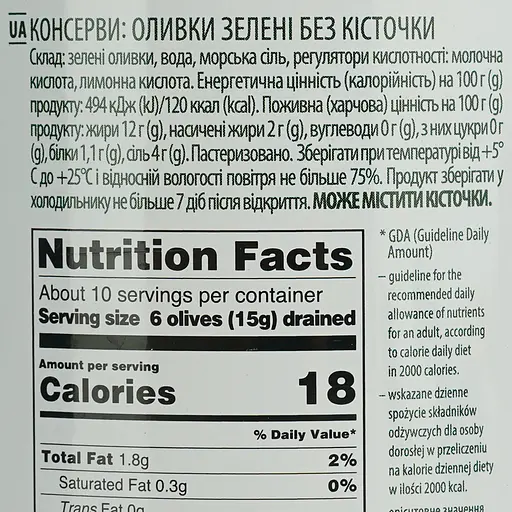 UA КОНСЕРВИ: ОЛИВКИ ЗЕЛЕНІ БЕЗ КІСТОЧКИ
Склад: зелені оливки, вода, морська сіль, регулятори кислотності: молочна
кислота, лимонна кислота. Енергетична цінність (калорійність) на 100 г (g)
продукту: 494 кДж (kJ)/120 ккал (kcal). Поживна (харчова) цінність на 100 г (g)
продукту: жири 12 г (g), насичені жири 2 г (g), вуглеводи 0 г (g), з них цукри 0 г
(g), білки 1,1 г (g), сіль 4 г (g). Пастеризовано. Зберігати при температурі від +5°
С до +25°С і відносній вологості повітря не більше 75%. Продукт зберігати у
холодильнику не більше 7 діб після відкриття. МОЖЕ МІСТИТИ КІСТОЧКИ.
Nutrition Facts
About 10 servings per container
Serving size 6 olives (15g) drained
Amount per serving
Calories 18
% Daily Value*
Total Fat 1.8g 2%
Saturated Fat 0.3g 0%
Trans Fat 0g
* GDA (Guideline Daily
Amount)
– guideline for the
recommended daily
allowance of nutrients
for an adult, according
to calorie daily diet
in 2000 calories.
– wskazane dzienne
spożycie składników
odżywczych dla osoby
dorosłej w przeliczeniu
na kalorie dziennej diety
w ilości 2000 kcal.
– орієнтовне значення